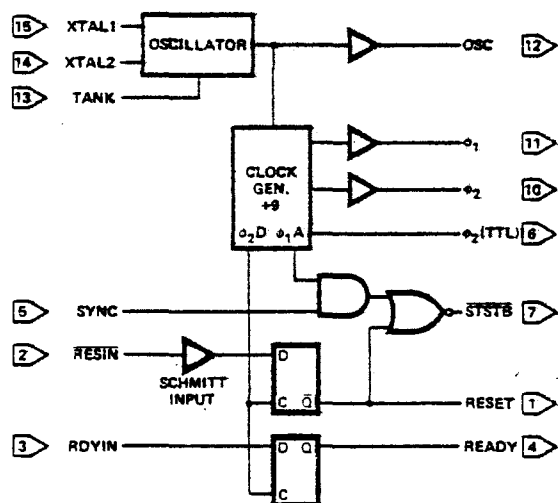 15 XTAL1
OSCILLATOR
OSC 12
14 XTAL2
13 TANK
CLOCK
GEN.
÷9
φ1 11
φ2 10
φ2D φ1A
φ2(TTL) 6
5 SYNC
STSTB 7
2 RESIN
SCHMITT
INPUT
D
C Q̅
RESET 1
3 RDYIN
D Q
READY 4
C